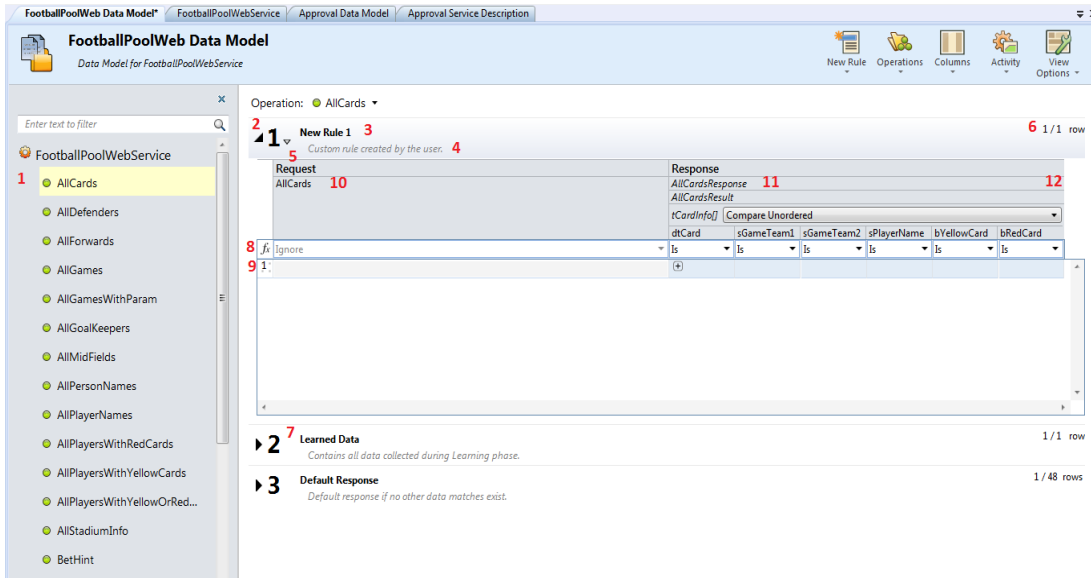 FootballPoolWeb Data Model* FootballPoolWebService Approval Data Model Approval Service Description
FootballPoolWeb Data Model
Data Model for FootballPoolWebService
New Rule Operations Columns Activity View Options
Enter text to filter
FootballPoolWebService
1 AllCards
AllDefenders
AllForwards
AllGames
AllGamesWithParam
AllGoalKeepers
AllMidFields
AllPersonNames
AllPlayerNames
AllPlayersWithRedCards
AllPlayersWithYellowCards
AllPlayersWithYellowOrRed...
AllStadiumInfo
BetHint
Operation: AllCards
2 1 New Rule 1 3 6 1 / 1 row
5 Custom rule created by the user. 4
Request Response
AllCards 10 AllCardsResponse 11 12
AllCardsResult
tCardInfo[] Compare Unordered
dtCard sGameTeam1 sGameTeam2 sPlayerName bYellowCard bRedCard
8 fx Ignore Is Is Is Is Is Is
9 1
2 7 Learned Data 1 / 1 row
Contains all data collected during Learning phase.
3 Default Response 1 / 48 rows
Default response if no other data matches exist.